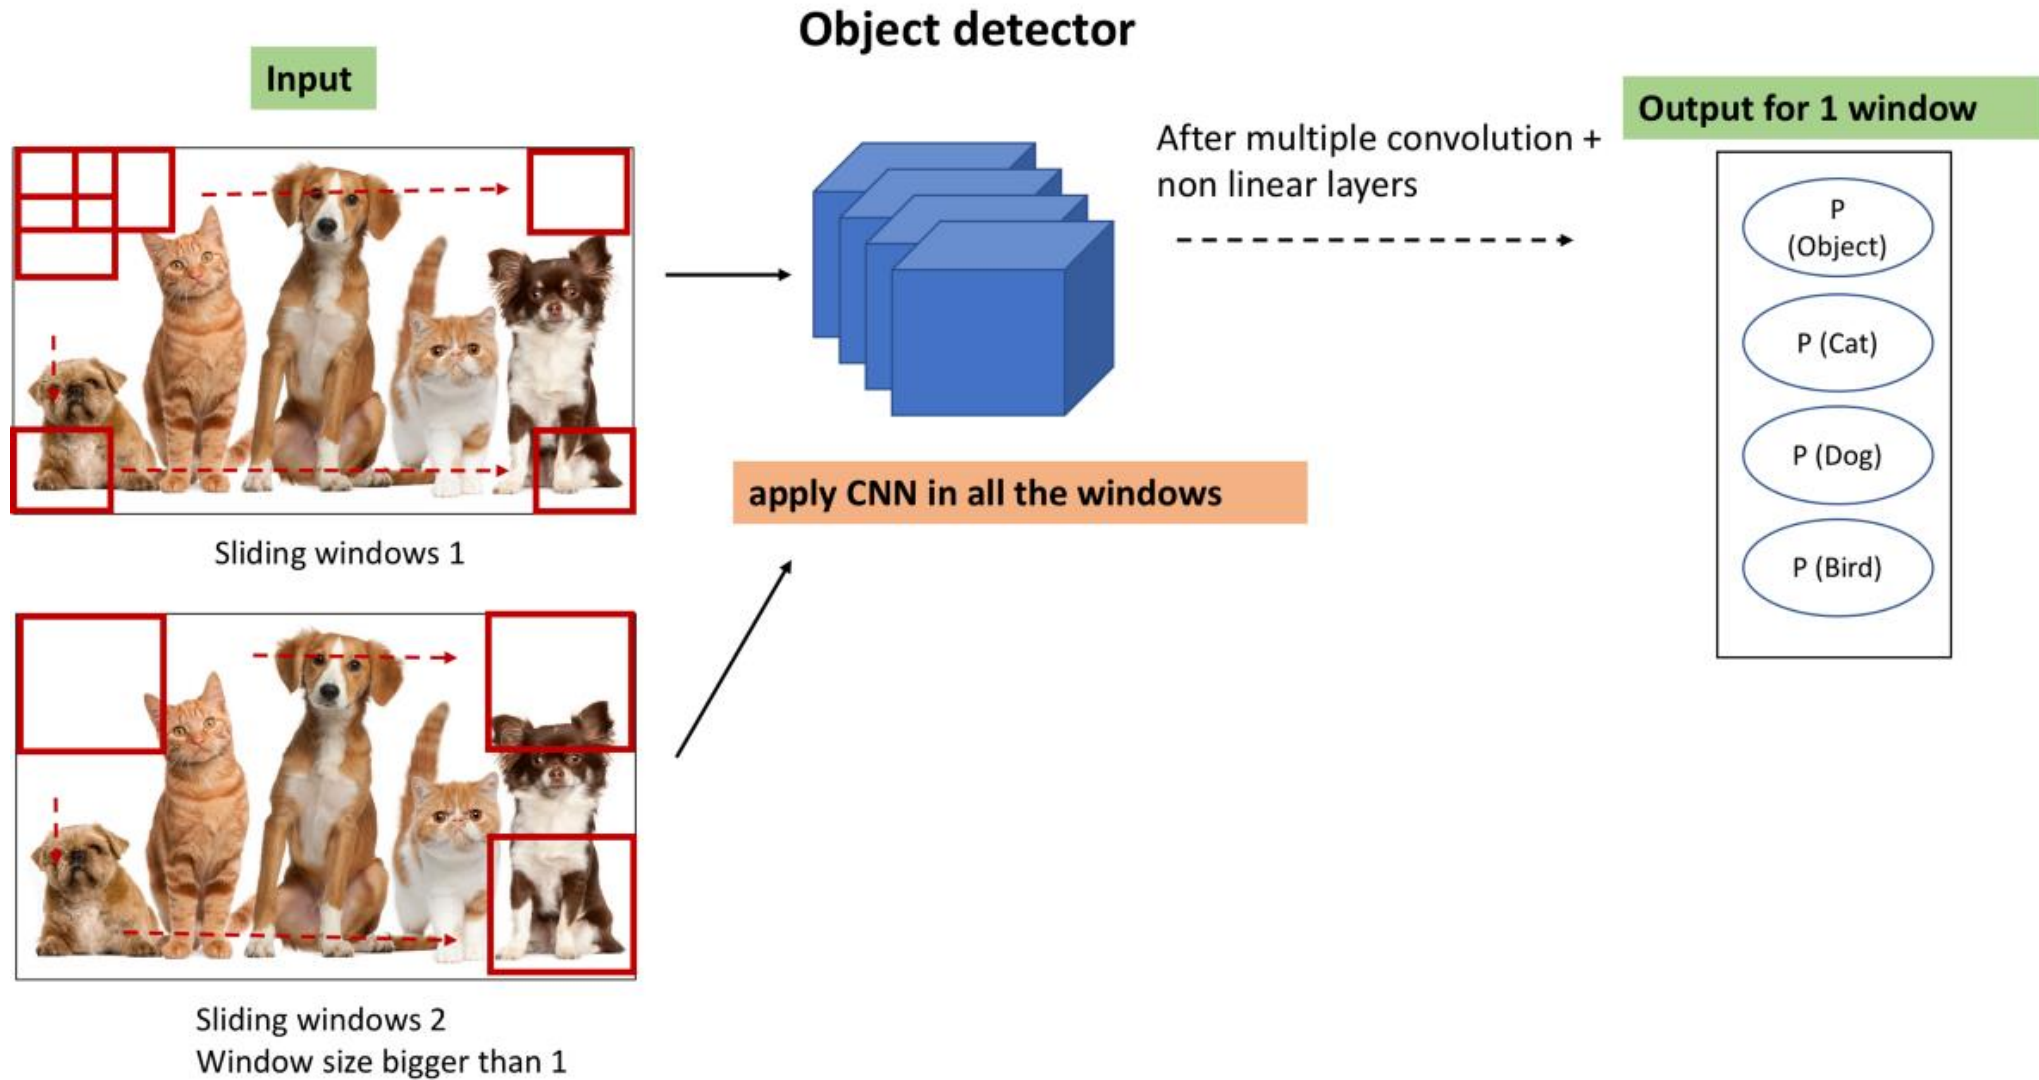 Object detector
Input
Output for 1 window
After multiple convolution +
non linear layers
P
(Object)
P (Cat)
P (Dog)
P (Bird)
apply CNN in all the windows
Sliding windows 1
Sliding windows 2
Window size bigger than 1